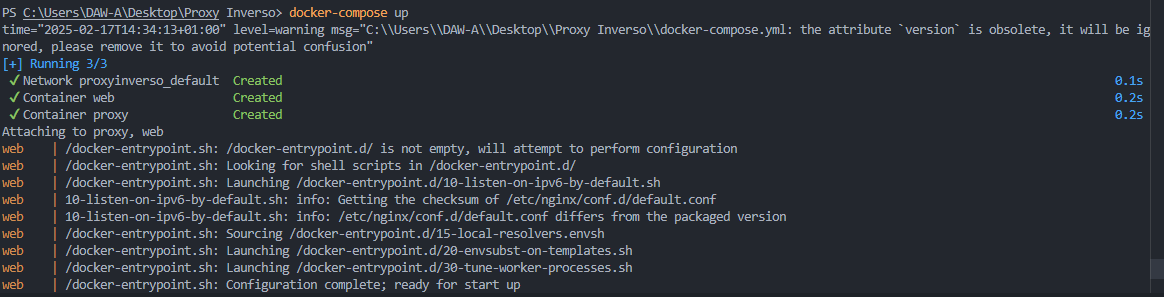 PS C:\Users\DAW-A\Desktop\Proxy Inverso> docker-compose up
time="2025-02-17T14:34:13+01:00" level=warning msg="C:\\Users\\DAW-A\\Desktop\\Proxy Inverso\\docker-compose.yml: the attribute `version` is obsolete, it will be ig
nored, please remove it to avoid potential confusion"
[+] Running 3/3
✔ Network proxyinverso_default Created 0.1s
✔ Container web Created 0.2s
✔ Container proxy Created 0.2s
Attaching to proxy, web
web | /docker-entrypoint.sh: /docker-entrypoint.d/ is not empty, will attempt to perform configuration
web | /docker-entrypoint.sh: Looking for shell scripts in /docker-entrypoint.d/
web | /docker-entrypoint.sh: Launching /docker-entrypoint.d/10-listen-on-ipv6-by-default.sh
web | 10-listen-on-ipv6-by-default.sh: info: Getting the checksum of /etc/nginx/conf.d/default.conf
web | 10-listen-on-ipv6-by-default.sh: info: /etc/nginx/conf.d/default.conf differs from the packaged version
web | /docker-entrypoint.sh: Sourcing /docker-entrypoint.d/15-local-resolvers.envsh
web | /docker-entrypoint.sh: Launching /docker-entrypoint.d/20-envsubst-on-templates.sh
web | /docker-entrypoint.sh: Launching /docker-entrypoint.d/30-tune-worker-processes.sh
web | /docker-entrypoint.sh: Configuration complete; ready for start up